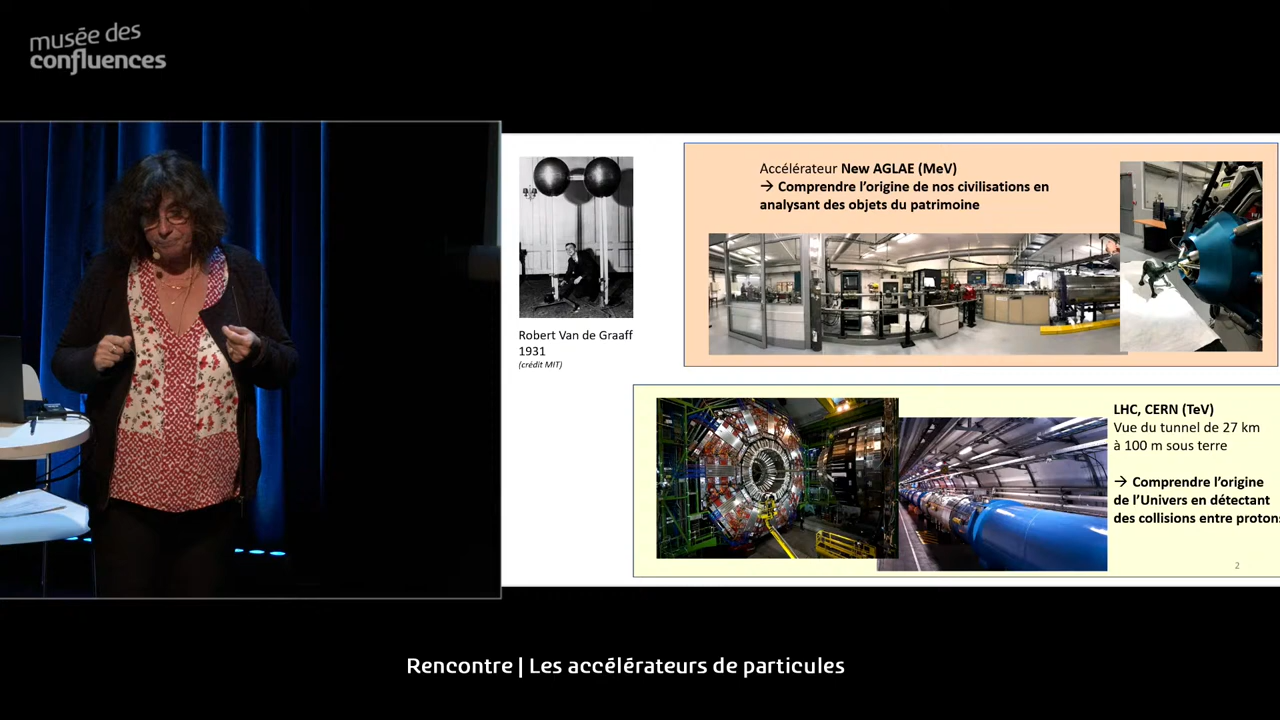 musée des
confluences
Accélérateur New AGLAE (MeV)
→ Comprendre l’origine de nos civilisations en
analysant des objets du patrimoine
Robert Van de Graaff
1931
(crédit MIT)
LHC, CERN (TeV)
Vue du tunnel de 27 km
à 100 m sous terre
→ Comprendre l’origine
de l’Univers en détectant
des collisions entre protons
2
Rencontre | Les accélérateurs de particules